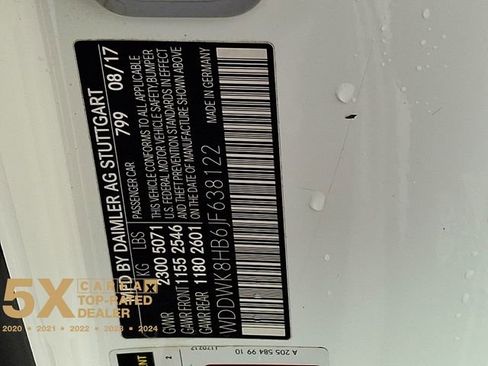 MFD BY DAIMLER AG STUTTGART
799 08/17
KG LBS
GVWR 2300 5071
GAWR FRONT 1155 2546
GAWR REAR 1180 2601
PASSENGER CAR
THIS VEHICLE CONFORMS TO ALL APPLICABLE
U.S. FEDERAL MOTOR VEHICLE SAFETY, BUMPER
AND THEFT PREVENTION STANDARDS IN EFFECT
ON THE DATE OF MANUFACTURE SHOWN ABOVE
MADE IN GERMANY
WDDWK8HB6JF638122
A 205 584 99 10
2
5X
CAREAX
TOP-RATED
DEALER
2020 • 2021 • 2022 • 2023 • 2024